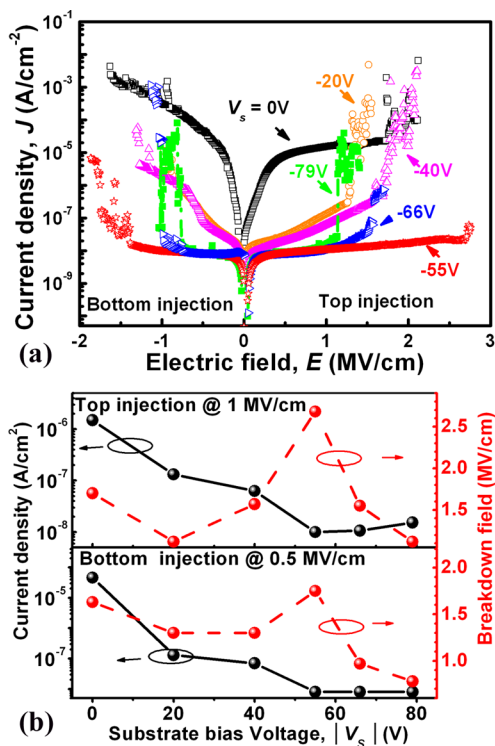 Current density, J (A/cm⁻²)
10⁻¹
10⁻³
10⁻⁵
10⁻⁷
10⁻⁹
Vₛ = 0V
-20V
-40V
-79V
-66V
-55V
Bottom injection
Top injection
-2 -1 0 1 2 3
(a)
Electric field, E (MV/cm)
Top injection @ 1 MV/cm
Current density (A/cm²)
10⁻⁶
10⁻⁷
10⁻⁸
2.5
2.0
1.5
Bottom injection @ 0.5 MV/cm
10⁻⁵
10⁻⁷
2.0
1.5
1.0
Breakdown field (MV/cm)
0 20 40 60 80
(b)
Substrate bias Voltage, | Vₛ | (V)